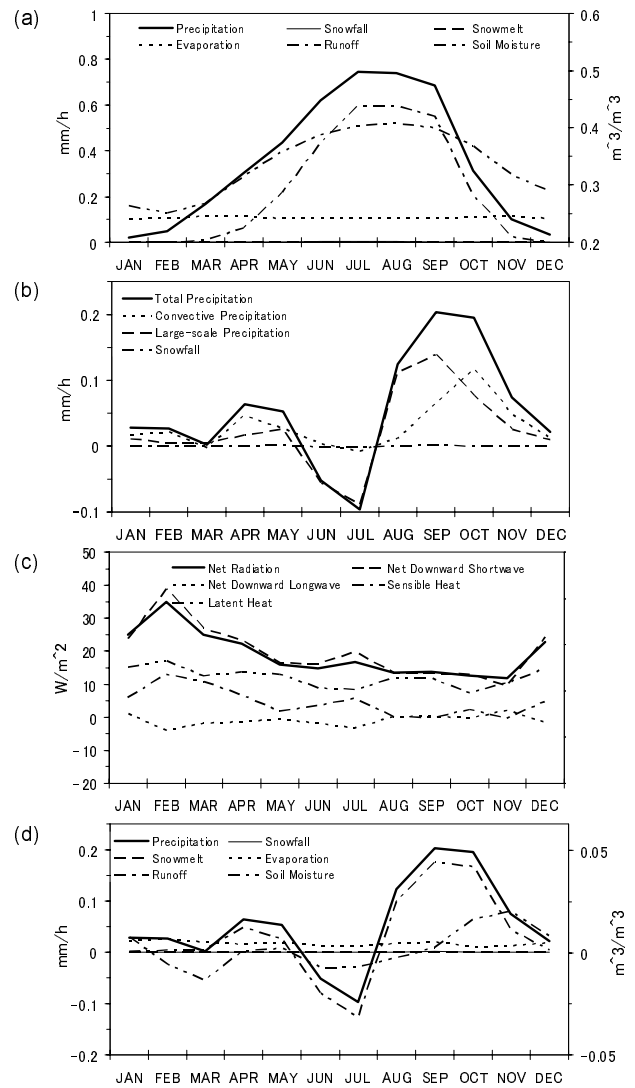 (a)
1
0.8
0.6
0.4
0.2
0
mm/h
Precipitation Snowfall Snowmelt
Evaporation Runoff Soil Moisture
0.6
0.5
0.4
0.3
0.2
m^3/m^3
JAN FEB MAR APR MAY JUN JUL AUG SEP OCT NOV DEC
(b)
0.2
0.1
0
-0.1
mm/h
Total Precipitation
Convective Precipitation
Large-scale Precipitation
Snowfall
JAN FEB MAR APR MAY JUN JUL AUG SEP OCT NOV DEC
(c)
50
40
30
20
10
0
-10
-20
W/m^2
Net Radiation Net Downward Shortwave
Net Downward Longwave Sensible Heat
Latent Heat
JAN FEB MAR APR MAY JUN JUL AUG SEP OCT NOV DEC
(d)
0.2
0.1
0
-0.1
-0.2
mm/h
Precipitation Snowfall
Snowmelt Evaporation
Runoff Soil Moisture
0.05
0
-0.05
m^3/m^3
JAN FEB MAR APR MAY JUN JUL AUG SEP OCT NOV DEC